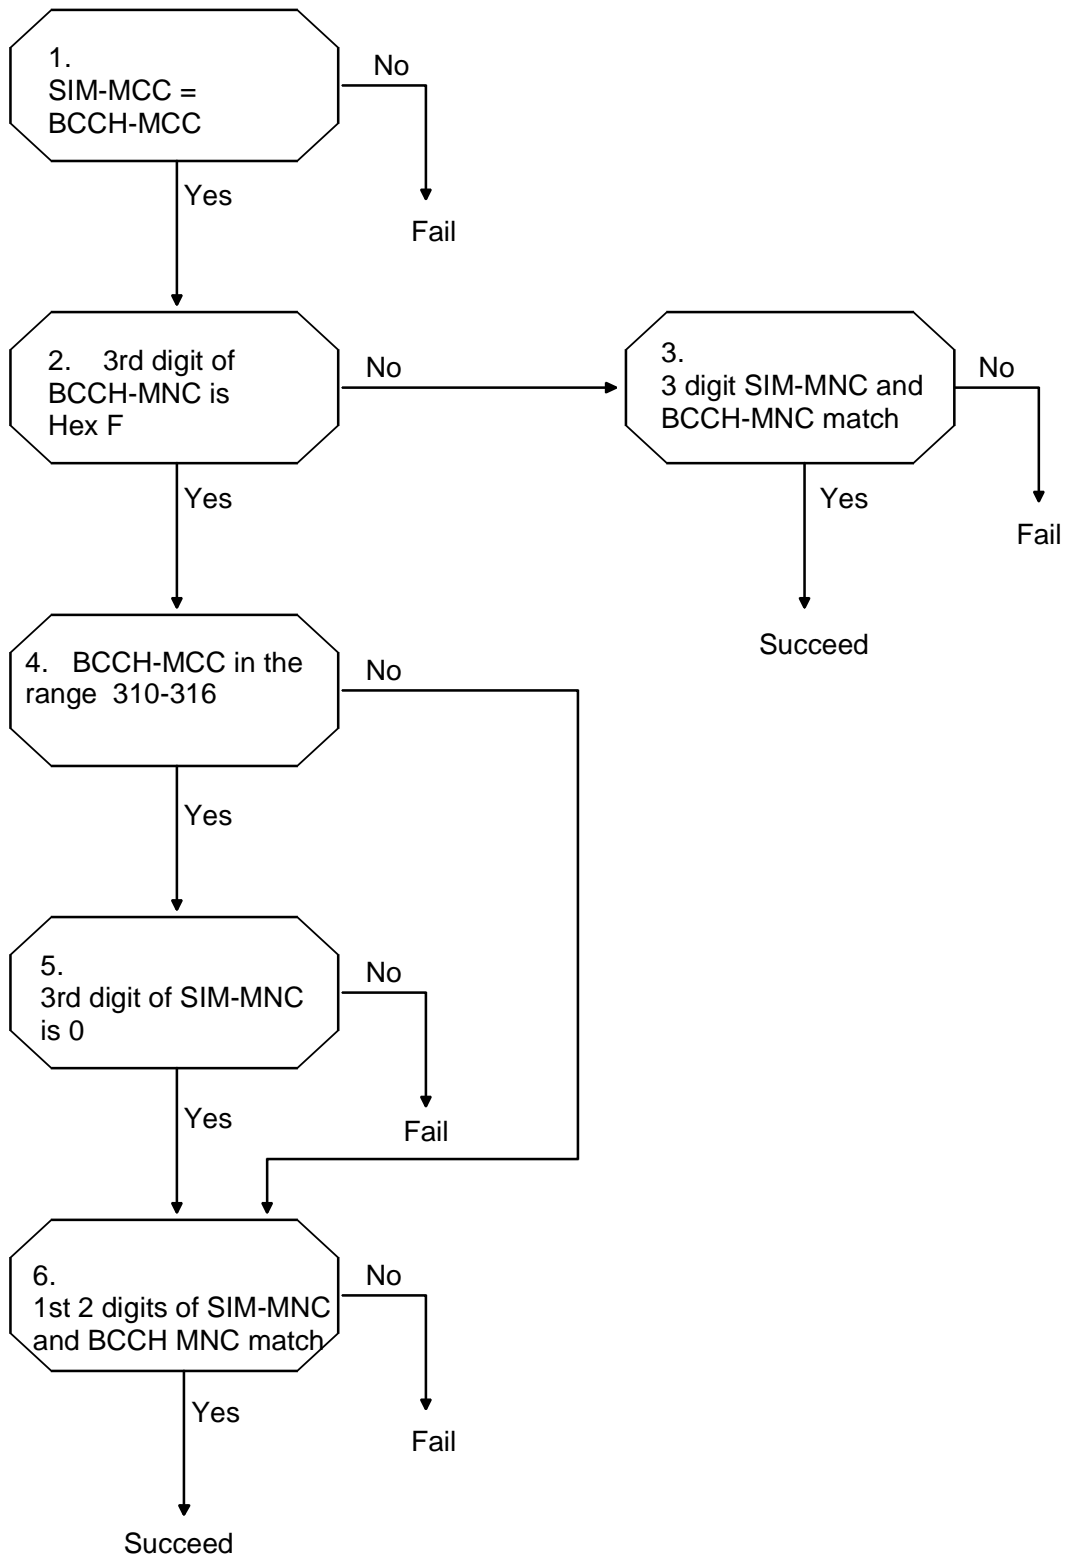 1.
SIM-MCC =
BCCH-MCC
No
Yes
Fail
2. 3rd digit of
BCCH-MNC is
Hex F
No
3.
3 digit SIM-MNC and
BCCH-MNC match
No
Yes
Yes
Fail
Succeed
4. BCCH-MCC in the
range 310-316
No
Yes
5.
3rd digit of SIM-MNC
is 0
No
Yes
Fail
6.
1st 2 digits of SIM-MNC
and BCCH MNC match
No
Yes
Fail
Succeed